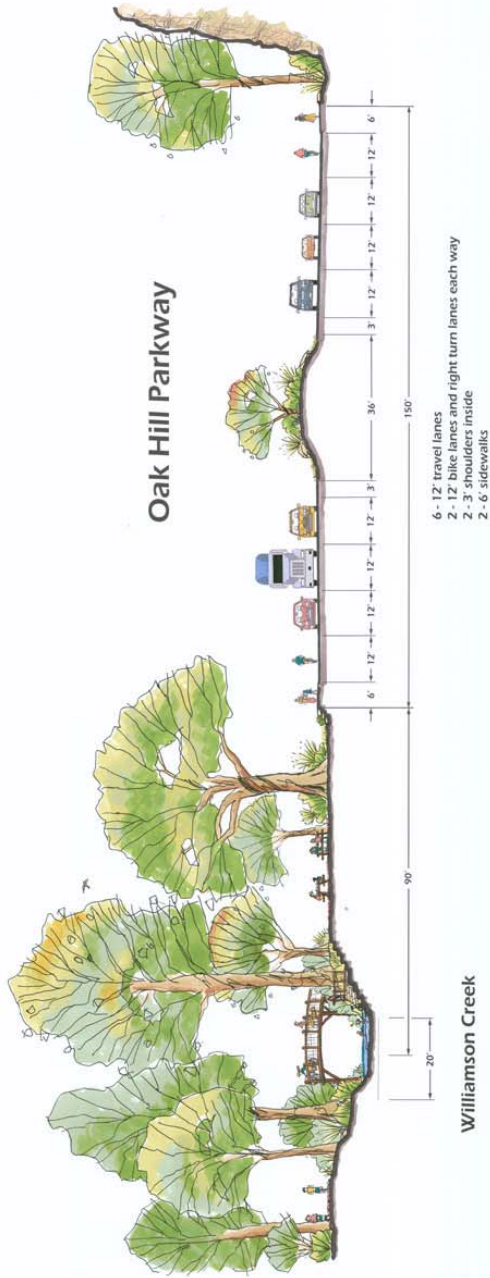 Oak Hill Parkway
6' 12' 12' 12' 12' 3' 36' 3' 12' 12' 12' 12' 6'
20' 90' 150'
Williamson Creek
6 - 12' travel lanes
2 - 12' bike lanes and right turn lanes each way
2 - 3' shoulders inside
2 - 6' sidewalks